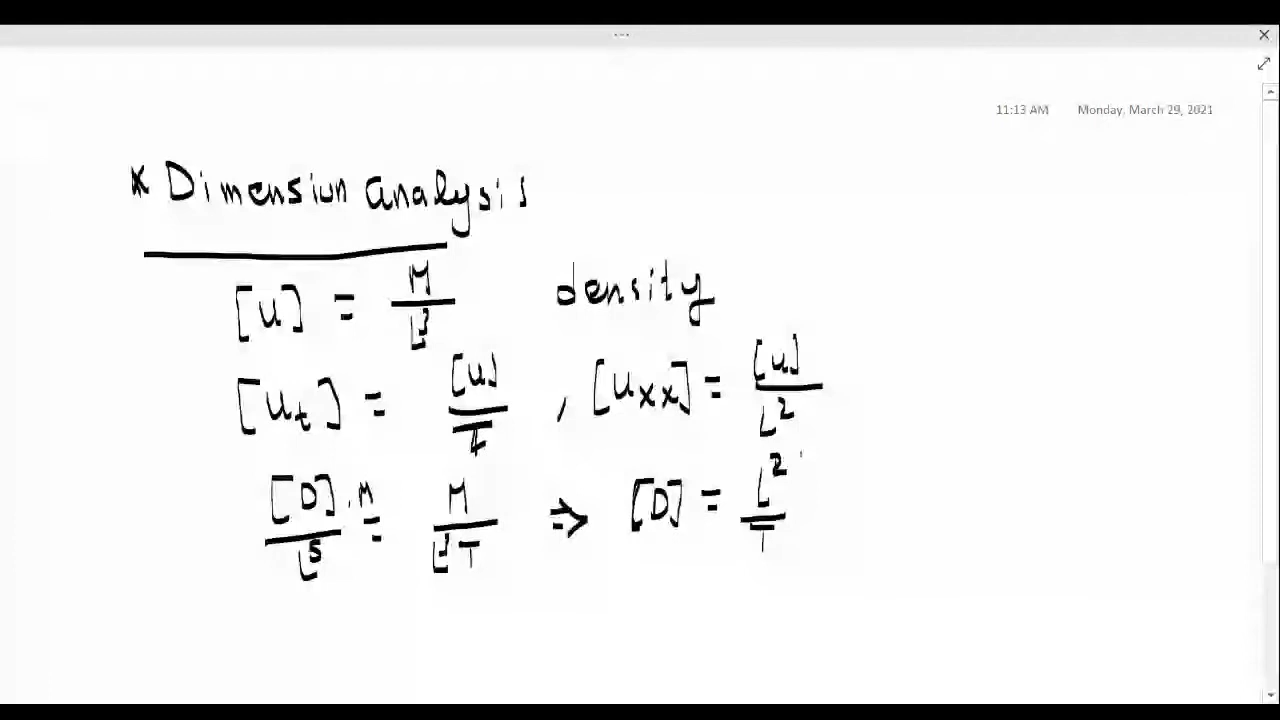 11:13 AM Monday, March 29, 2021
* Dimension analysis
[u] = M/L³ density
[u_t] = [u]/T , [u_xx] = [u]/L²
[D]/L⁵ · M = M/L³T ⇒ [D] = L²/T